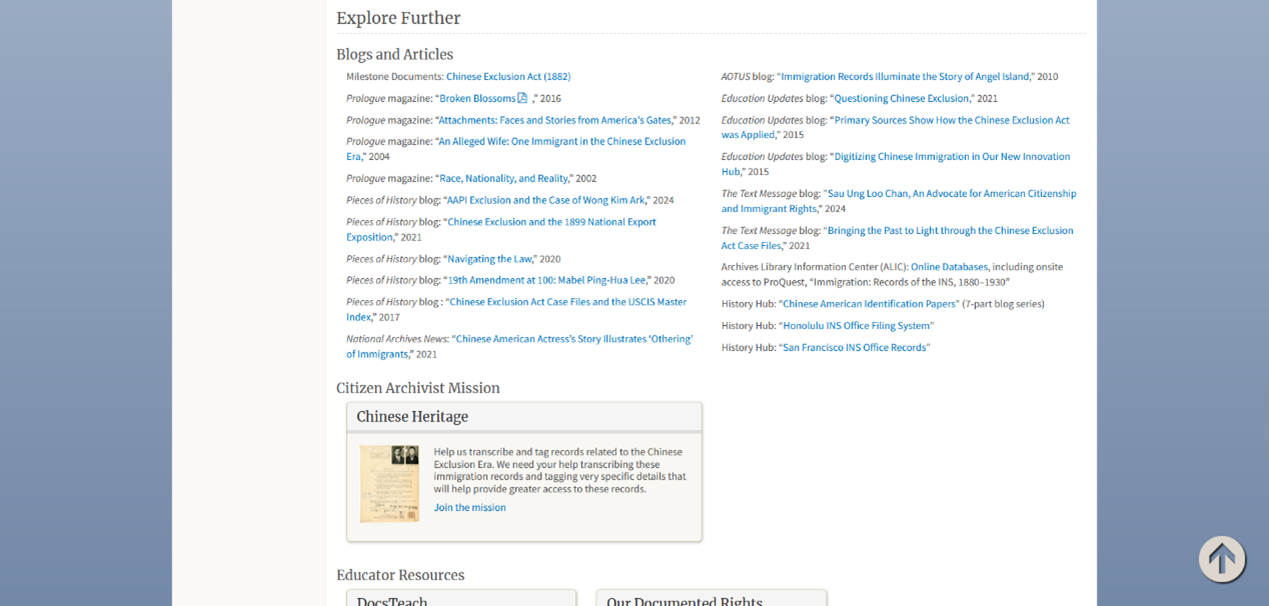 Explore Further
Blogs and Articles
Milestone Documents: Chinese Exclusion Act (1882)
Prologue magazine: “Broken Blossoms ,” 2016
Prologue magazine: “Attachments: Faces and Stories from America's Gates,” 2012
Prologue magazine: “An Alleged Wife: One Immigrant in the Chinese Exclusion
Era,” 2004
Prologue magazine: “Race, Nationality, and Reality,” 2002
Pieces of History blog: “AAPI Exclusion and the Case of Wong Kim Ark,” 2024
Pieces of History blog: “Chinese Exclusion and the 1899 National Export
Exposition,” 2021
Pieces of History blog: “Navigating the Law,” 2020
Pieces of History blog: “19th Amendment at 100: Mabel Ping-Hua Lee,” 2020
Pieces of History blog : “Chinese Exclusion Act Case Files and the USCIS Master
Index,” 2017
National Archives News: “Chinese American Actress’s Story Illustrates ‘Othering’
of Immigrants,” 2021
AOTUS blog: “Immigration Records Illuminate the Story of Angel Island,” 2010
Education Updates blog: “Questioning Chinese Exclusion,” 2021
Education Updates blog: “Primary Sources Show How the Chinese Exclusion Act
was Applied,” 2015
Education Updates blog: “Digitizing Chinese Immigration in Our New Innovation
Hub,” 2015
The Text Message blog: "Sau Ung Loo Chan, An Advocate for American Citizenship
and Immigrant Rights,” 2024
The Text Message blog: “Bringing the Past to Light through the Chinese Exclusion
Act Case Files,” 2021
Archives Library Information Center (ALIC): Online Databases, including onsite
access to ProQuest, “Immigration: Records of the INS, 1880–1930”
History Hub: “Chinese American Identification Papers” (7-part blog series)
History Hub: “Honolulu INS Office Filing System”
History Hub: “San Francisco INS Office Records”
Citizen Archivist Mission
Chinese Heritage
Help us transcribe and tag records related to the Chinese
Exclusion Era. We need your help transcribing these
immigration records and tagging very specific details that
will help provide greater access to these records.
Join the mission
Educator Resources
DocsTeach
Our Documented Rights